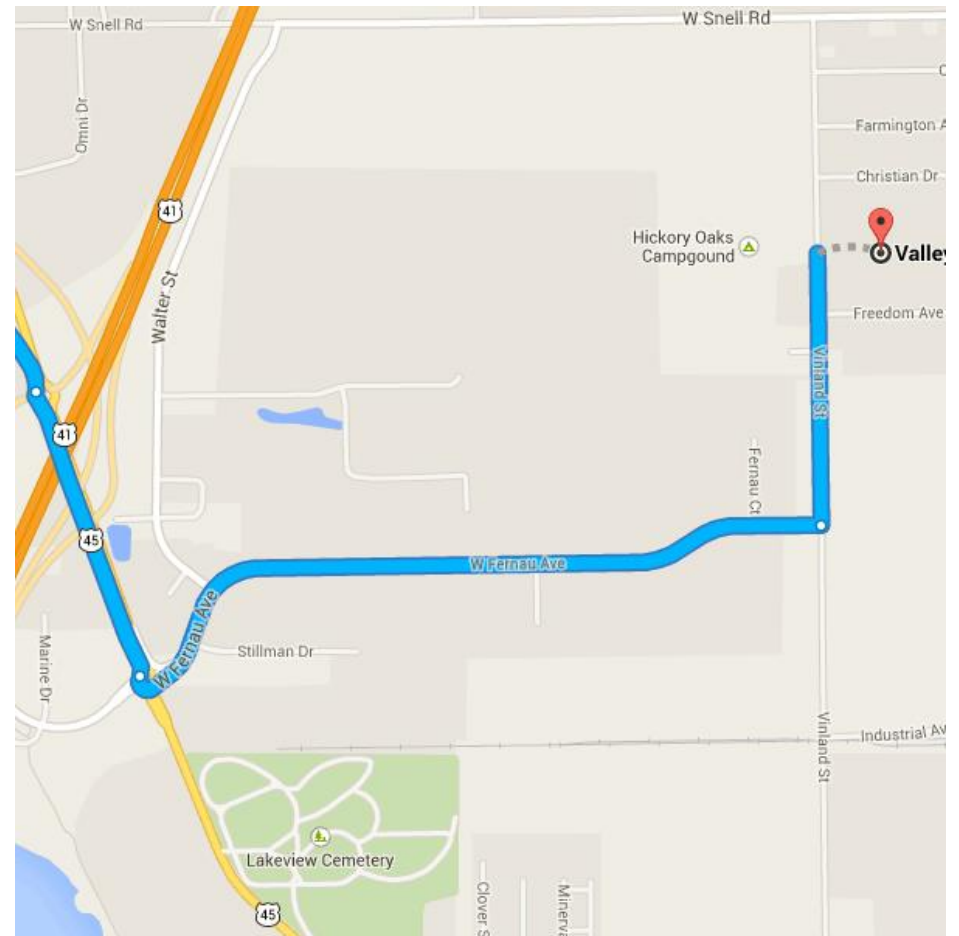 W Snell Rd
W Snell Rd
Omni Dr
Farmington
Christian Dr
41
Hickory Oaks
Campgound
Valley
Walter St
Freedom Ave
Vinland St
41
Fernau Ct
45
W Fernau Ave
W Fernau Ave
Stillman Dr
Marine Dr
Vinland St
Industrial Av
Lakeview Cemetery
Clover S
Minerva
45